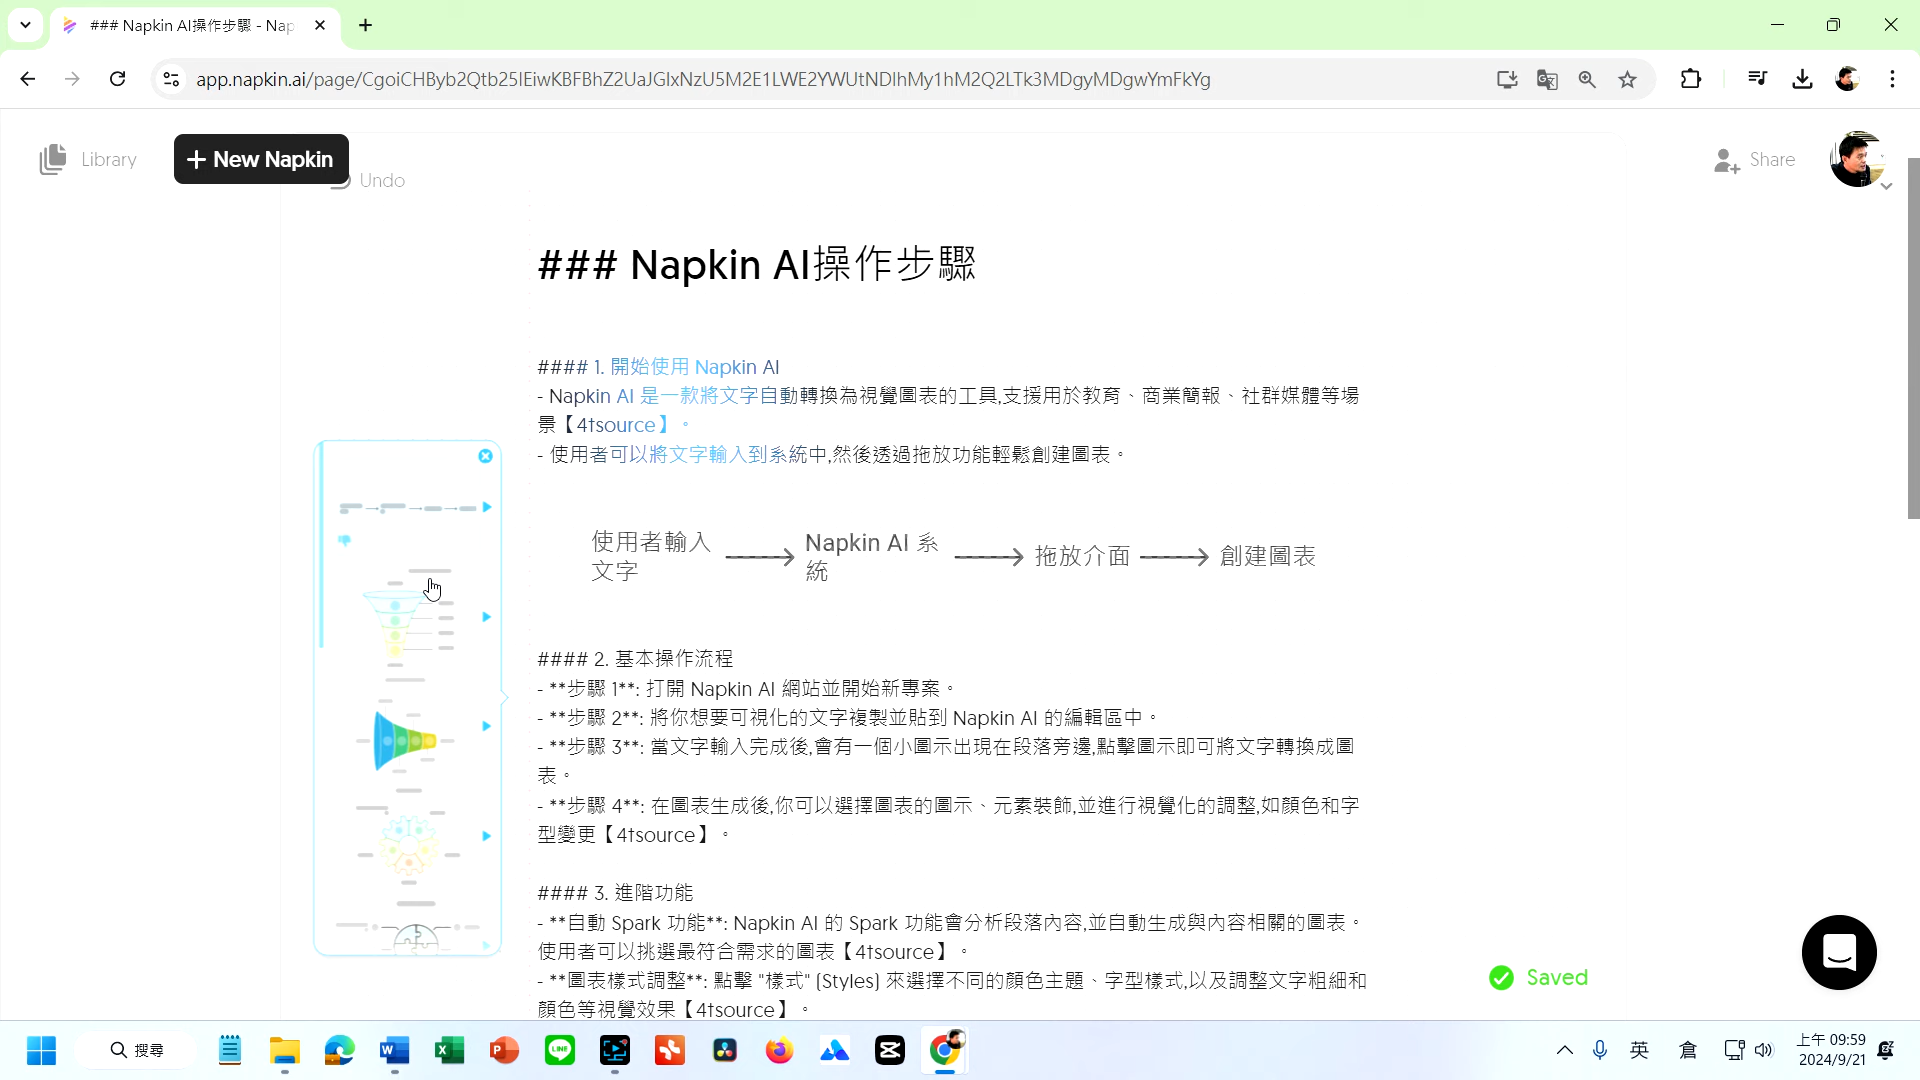 ### Napkin AI操作步驟 - Nap
app.napkin.ai/page/CgoiCHByb2Qtb25lEiwKBFBhZ2UaJGIxNzU5M2E1LWE2YWUtNDlhMy1hM2Q2LTk3MDgyMDgwYmFkYg
Library
+ New Napkin
Undo
Share
### Napkin AI操作步驟
#### 1. 開始使用 Napkin AI
- Napkin AI 是一款將文字自動轉換為視覺圖表的工具,支援用於教育、商業簡報、社群媒體等場
景【4tsource】。
- 使用者可以將文字輸入到系統中,然後透過拖放功能輕鬆創建圖表。
使用者輸入
文字
Napkin AI 系
統
拖放介面
創建圖表
#### 2. 基本操作流程
- **步驟 1**: 打開 Napkin AI 網站並開始新專案。
- **步驟 2**: 將你想要可視化的文字複製並貼到 Napkin AI 的編輯區中。
- **步驟 3**: 當文字輸入完成後,會有一個小圖示出現在段落旁邊,點擊圖示即可將文字轉換成圖
表。
- **步驟 4**: 在圖表生成後,你可以選擇圖表的圖示、元素裝飾,並進行視覺化的調整,如顏色和字
型變更【4tsource】。
#### 3. 進階功能
- **自動 Spark 功能**: Napkin AI 的 Spark 功能會分析段落內容,並自動生成與內容相關的圖表。
使用者可以挑選最符合需求的圖表【4tsource】。
- **圖表樣式調整**: 點擊 "樣式" (Styles) 來選擇不同的顏色主題、字型樣式,以及調整文字粗細和
顏色等視覺效果【4tsource】。
Saved
搜尋
英
倉
上午 09:59
2024/9/21